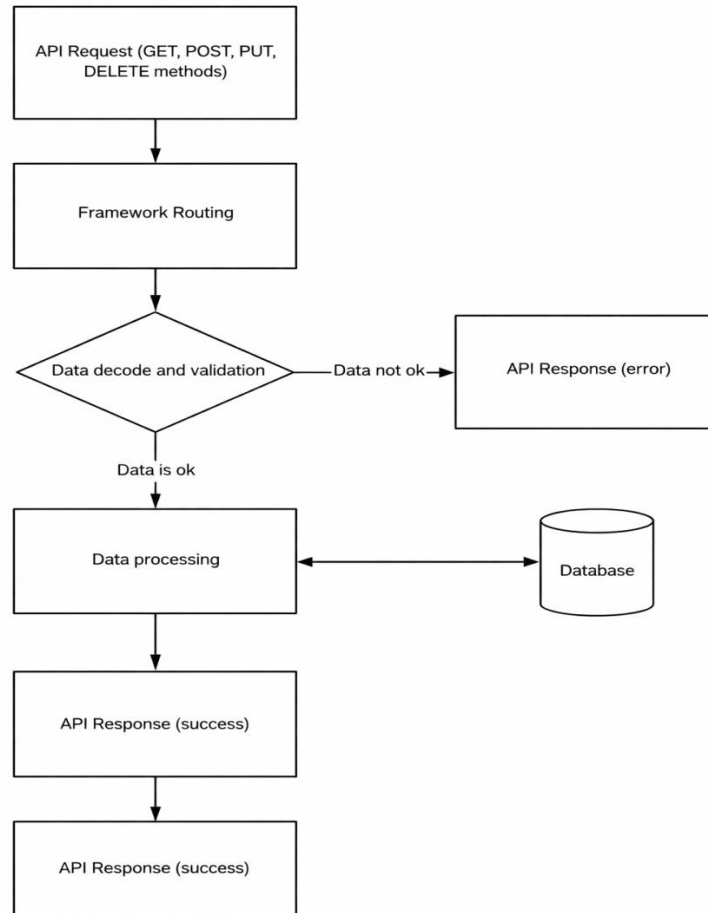 API Request (GET, POST, PUT,
DELETE methods)
Framework Routing
Data decode and validation
Data not ok
API Response (error)
Data is ok
Data processing
Database
API Response (success)
API Response (success)